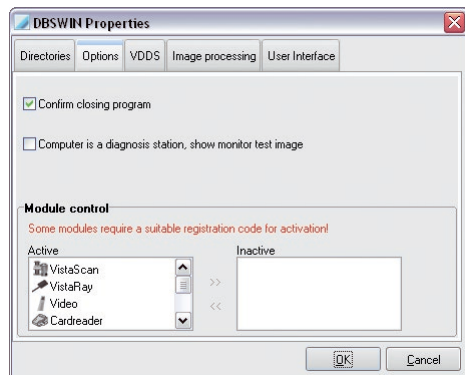 DBSWIN Properties
Directories Options VDDS Image processing User Interface
Confirm closing program
Computer is a diagnosis station, show monitor test image
Module control
Some modules require a suitable registration code for activation!
Active Inactive
VistaScan
VistaRay
>>
Video
<<
Cardreader
OK Cancel